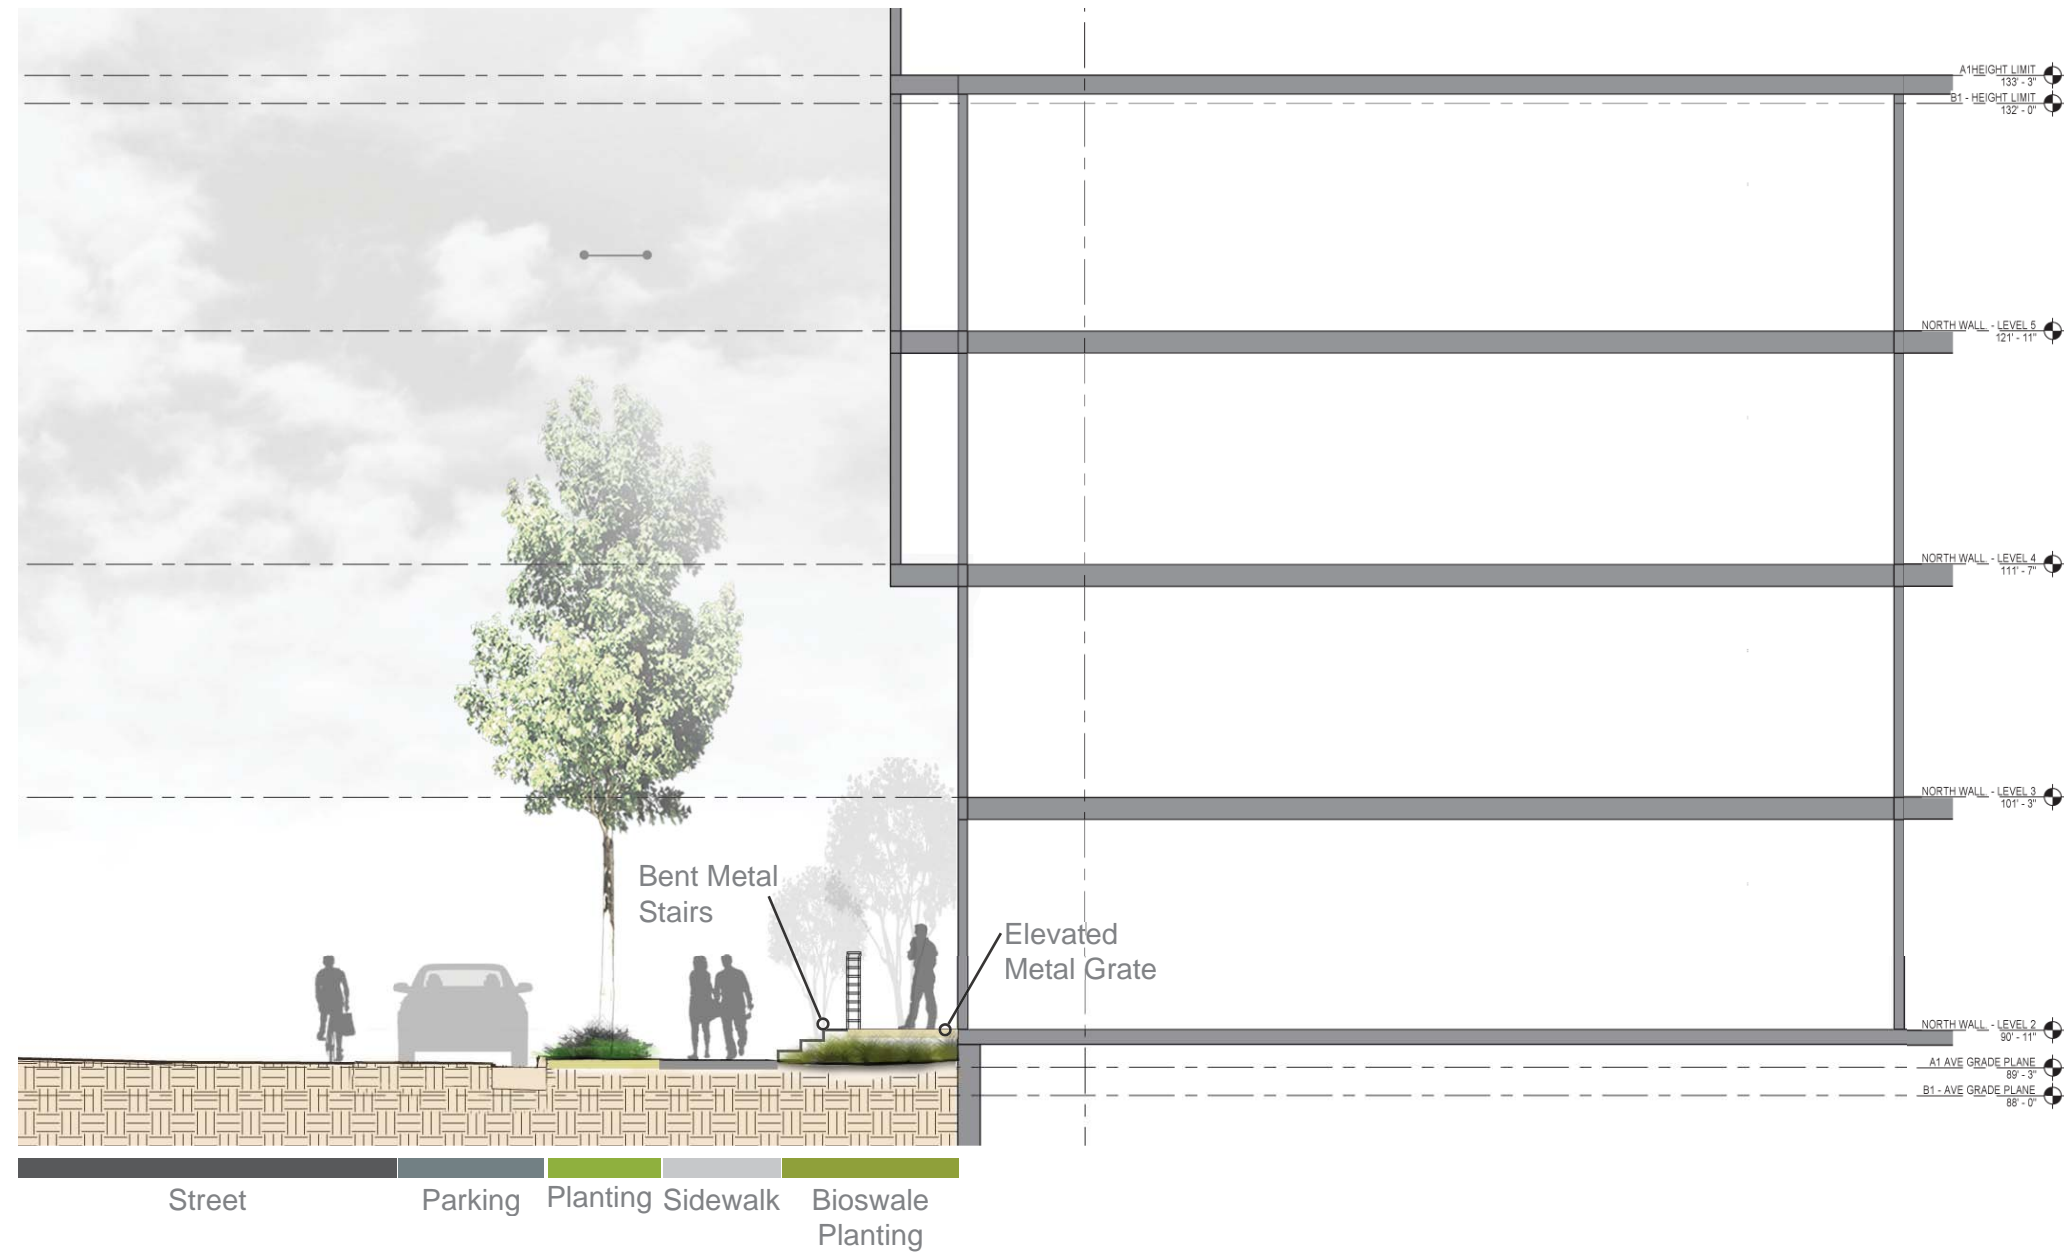 A1HEIGHT LIMIT
133' - 3"
B1 - HEIGHT LIMIT
132' - 0"
NORTH WALL - LEVEL 5
121' - 11"
NORTH WALL - LEVEL 4
111' - 7"
NORTH WALL - LEVEL 3
101' - 3"
Bent Metal
Stairs
Elevated
Metal Grate
NORTH WALL - LEVEL 2
90' - 11"
A1 AVE GRADE PLANE
89' - 3"
B1 - AVE GRADE PLANE
88' - 0"
Street
Parking
Planting
Sidewalk
Bioswale
Planting